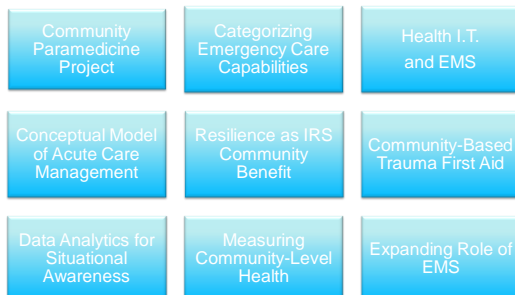 Community
Paramedicine
Project
Categorizing
Emergency Care
Capabilities
Health I.T.
and EMS
Conceptual Model
of Acute Care
Management
Resilience as IRS
Community
Benefit
Community-Based
Trauma First Aid
Data Analytics for
Situational
Awareness
Measuring
Community-Level
Health
Expanding Role of
EMS